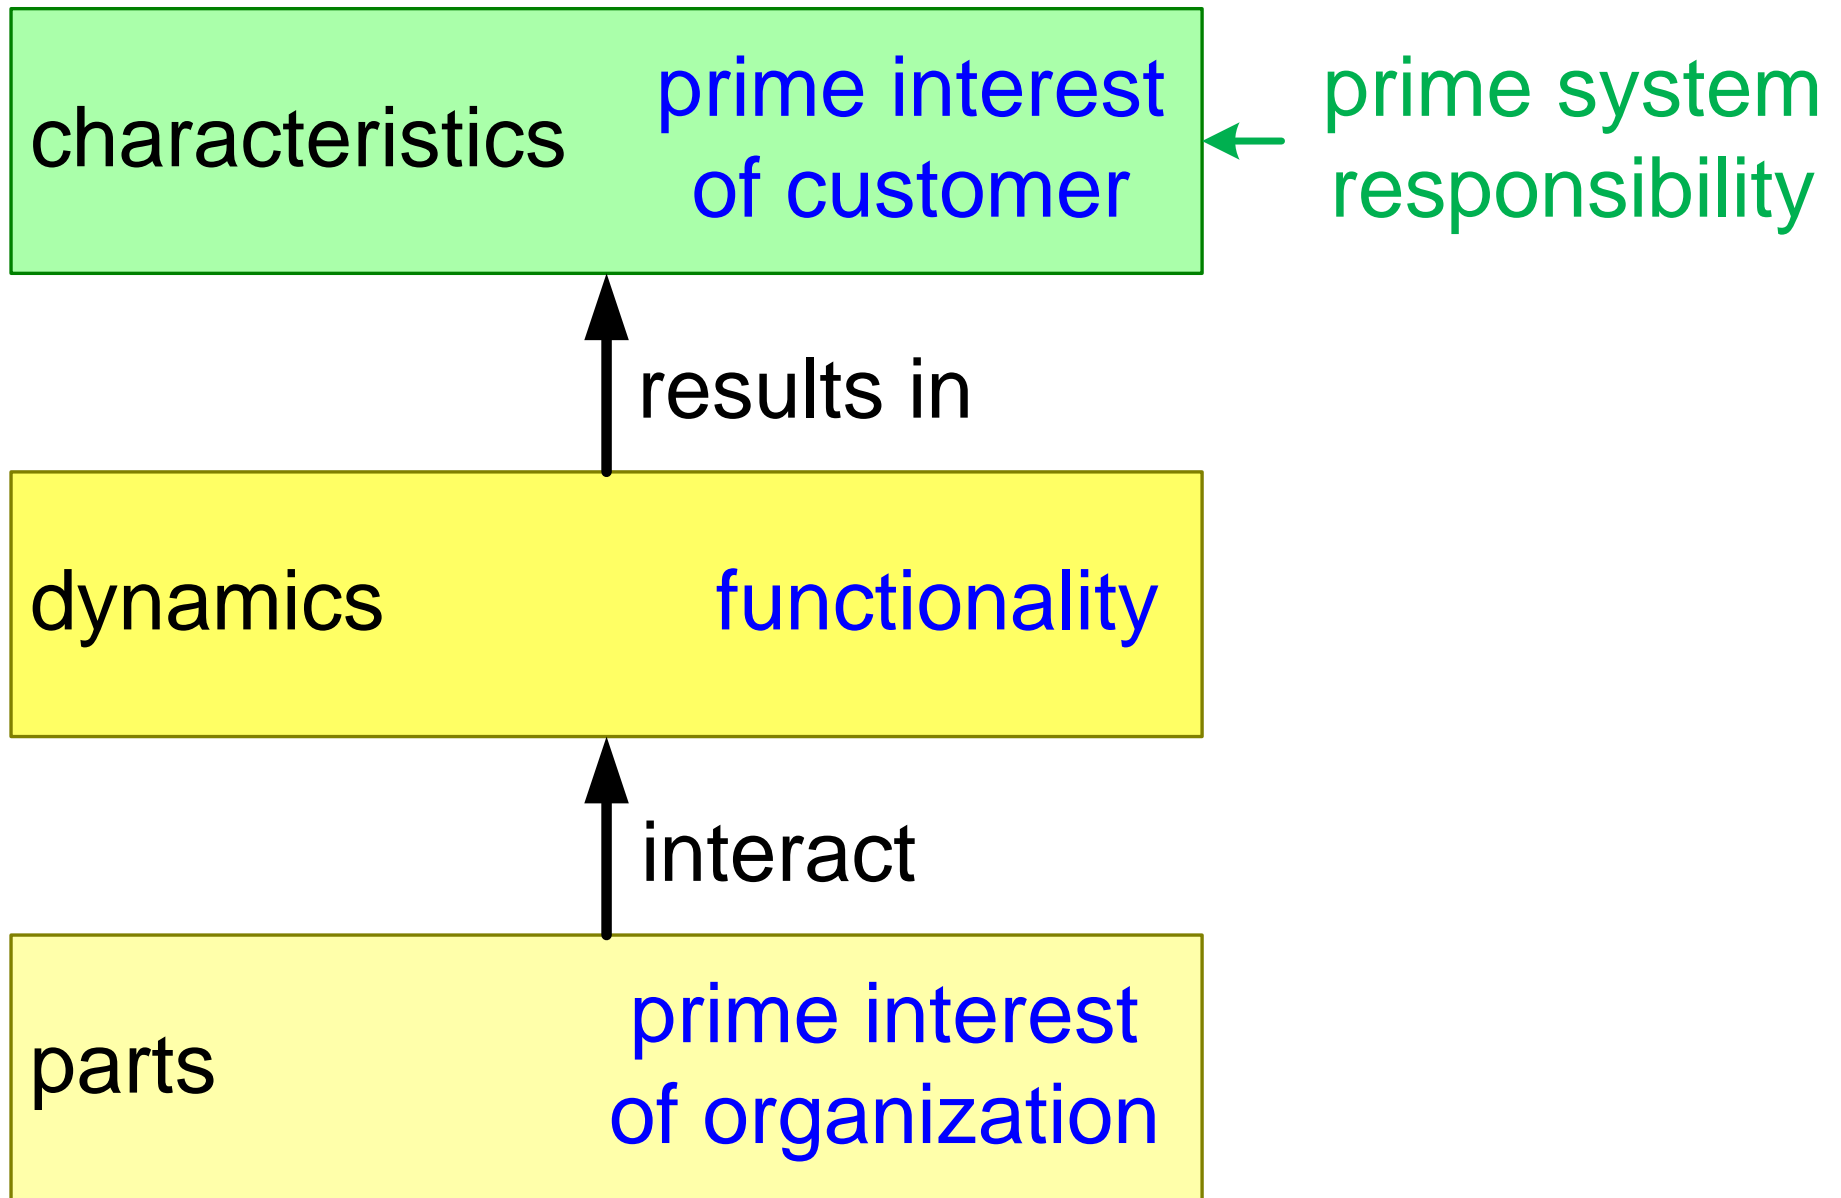 characteristics
prime interest
of customer
prime system
responsibility
results in
dynamics
functionality
interact
parts
prime interest
of organization